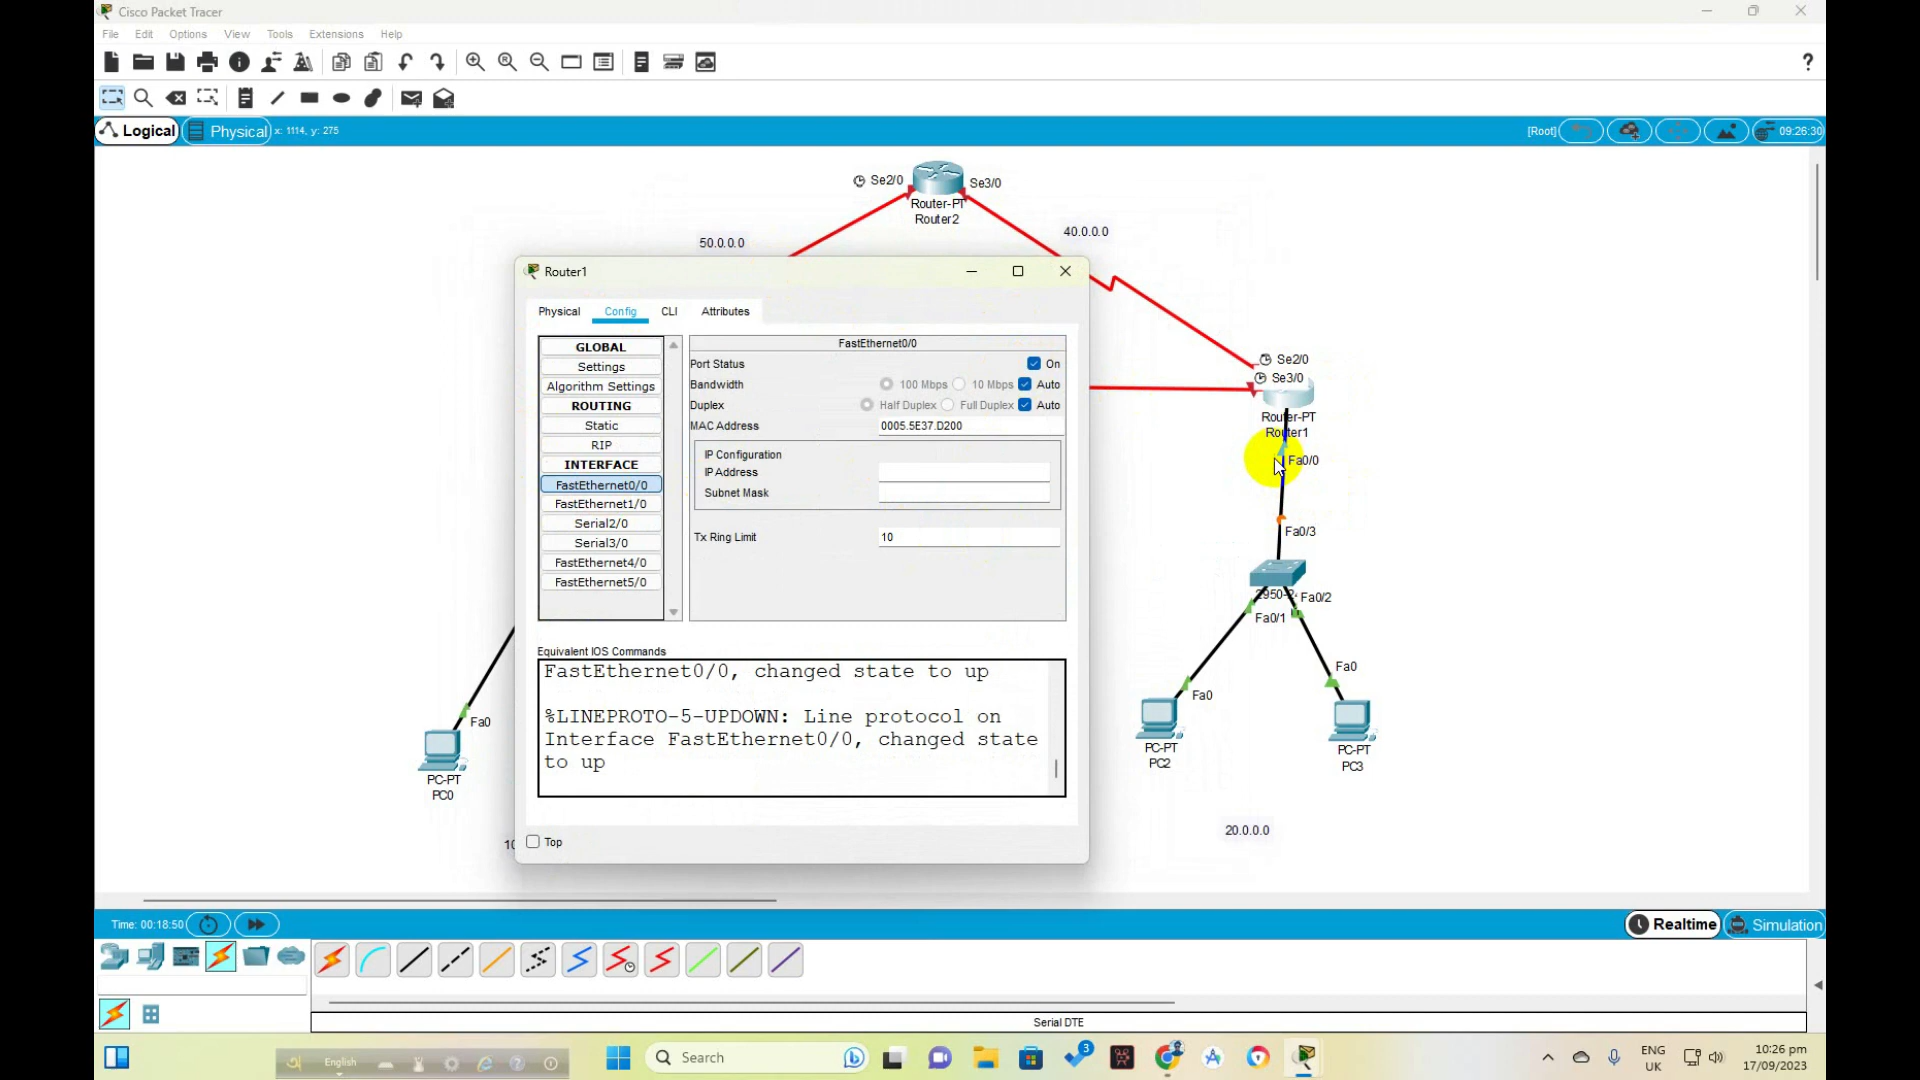 Cisco Packet Tracer
File Edit Options View Tools Extensions Help
Logical Physical x: 1114, y: 275 [Root] 09:26:30
Se2/0 Se3/0
Router-PT
Router2
50.0.0.0 40.0.0.0
Router1
Physical Config CLI Attributes
GLOBAL
Settings
Algorithm Settings
ROUTING
Static
RIP
INTERFACE
FastEthernet0/0
FastEthernet1/0
Serial2/0
Serial3/0
FastEthernet4/0
FastEthernet5/0
FastEthernet0/0
Port Status On
Bandwidth 100 Mbps 10 Mbps Auto
Duplex Half Duplex Full Duplex Auto
MAC Address 0005.5E37.D200
IP Configuration
IP Address
Subnet Mask
Tx Ring Limit 10
Equivalent IOS Commands
FastEthernet0/0, changed state to up
%LINEPROTO-5-UPDOWN: Line protocol on
Interface FastEthernet0/0, changed state
to up
Top
Se2/0
Se3/0
Router-PT
Router1
Fa0/0
Fa0/3
Fa0/2
Fa0/1
Fa0
Fa0
PC-PT
PC2
PC-PT
PC3
20.0.0.0
Fa0
PC-PT
PC0
10
Time: 00:18:50 Realtime Simulation
Serial DTE
English Search 3 ENG
UK
10:26 pm
17/09/2023